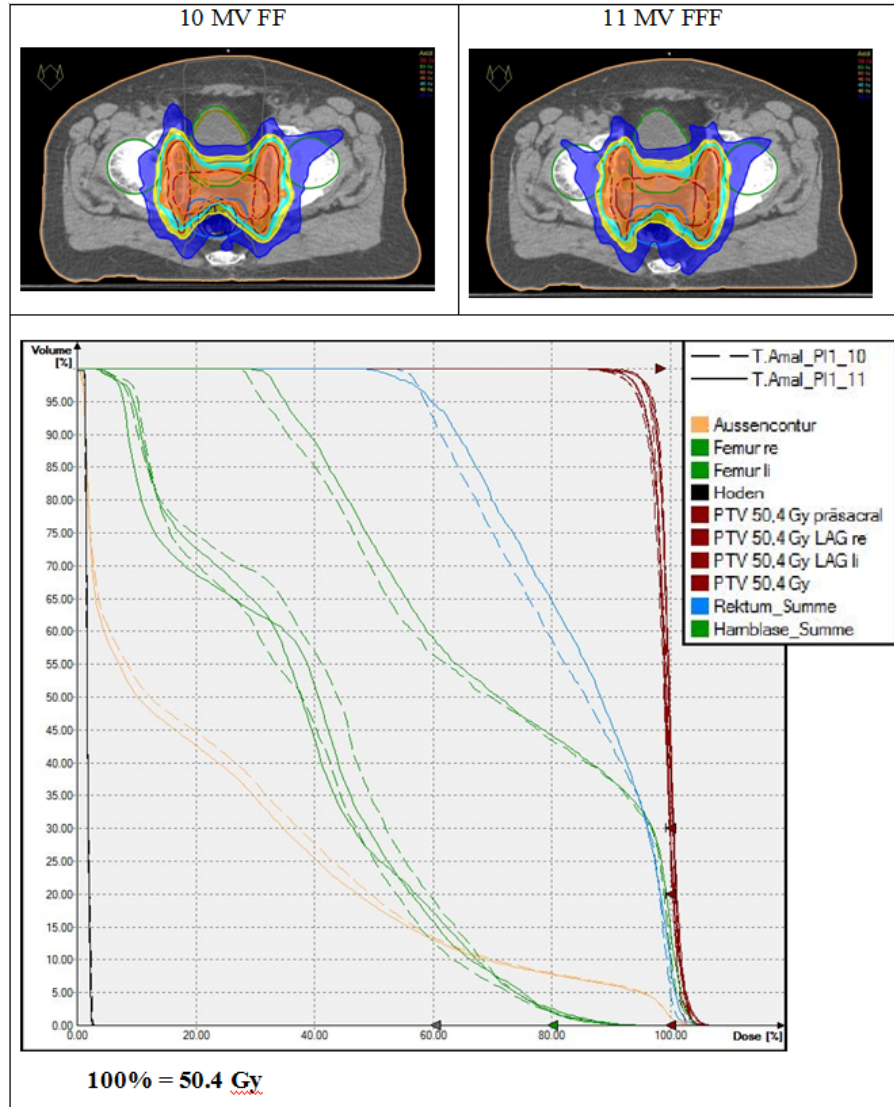 10 MV FF
11 MV FFF
Volume
[%]
95.00
90.00
85.00
80.00
75.00
70.00
65.00
60.00
55.00
50.00
45.00
40.00
35.00
30.00
25.00
20.00
15.00
10.00
5.00
0.00
0.00 20.00 40.00 60.00 80.00 100.00
Dose [%]
T.Amal_Pl1_10
T.Amal_Pl1_11
Aussencontur
Femur re
Femur li
Hoden
PTV 50,4 Gy präsacral
PTV 50,4 Gy LAG re
PTV 50,4 Gy LAG li
PTV 50,4 Gy
Rektum_Summe
Harnblase_Summe
100% = 50.4 Gy